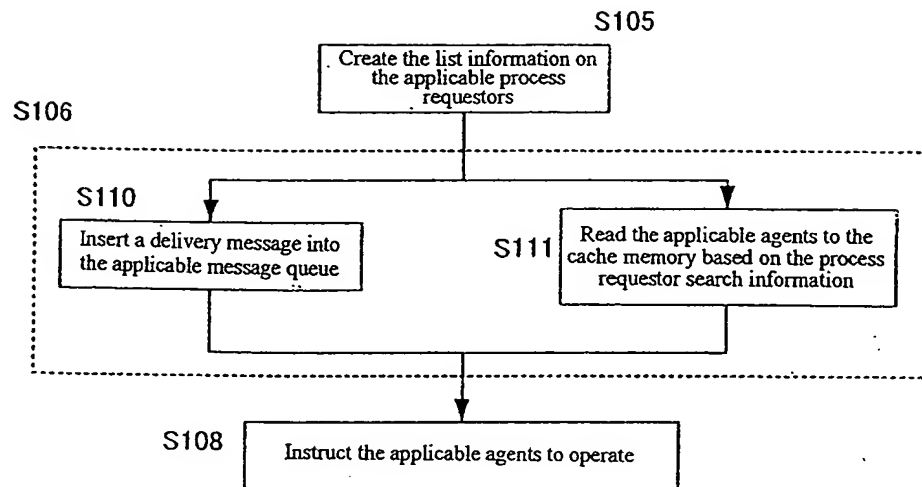 S105
Create the list information on
the applicable process
requestors
S106
S110
Insert a delivery message into
the applicable message queue
S111
Read the applicable agents to the
cache memory based on the process
requestor search information
S108
Instruct the applicable agents to operate